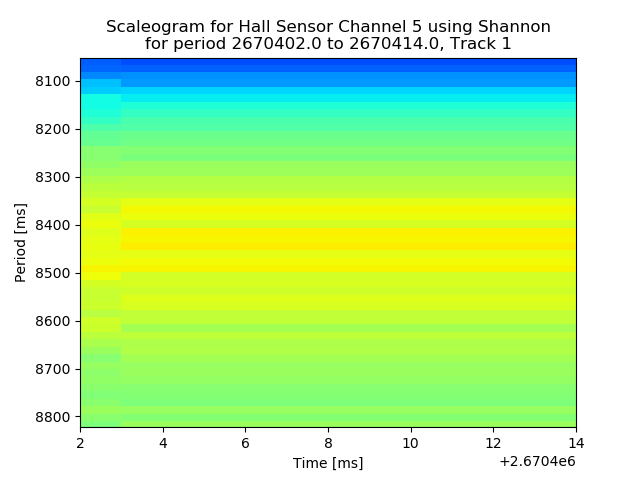 Scaleogram for Hall Sensor Channel 5 using Shannon
for period 2670402.0 to 2670414.0, Track 1
Period [ms]
8100
8200
8300
8400
8500
8600
8700
8800
2 4 6 8 10 12 14
Time [ms]
+2.6704e6